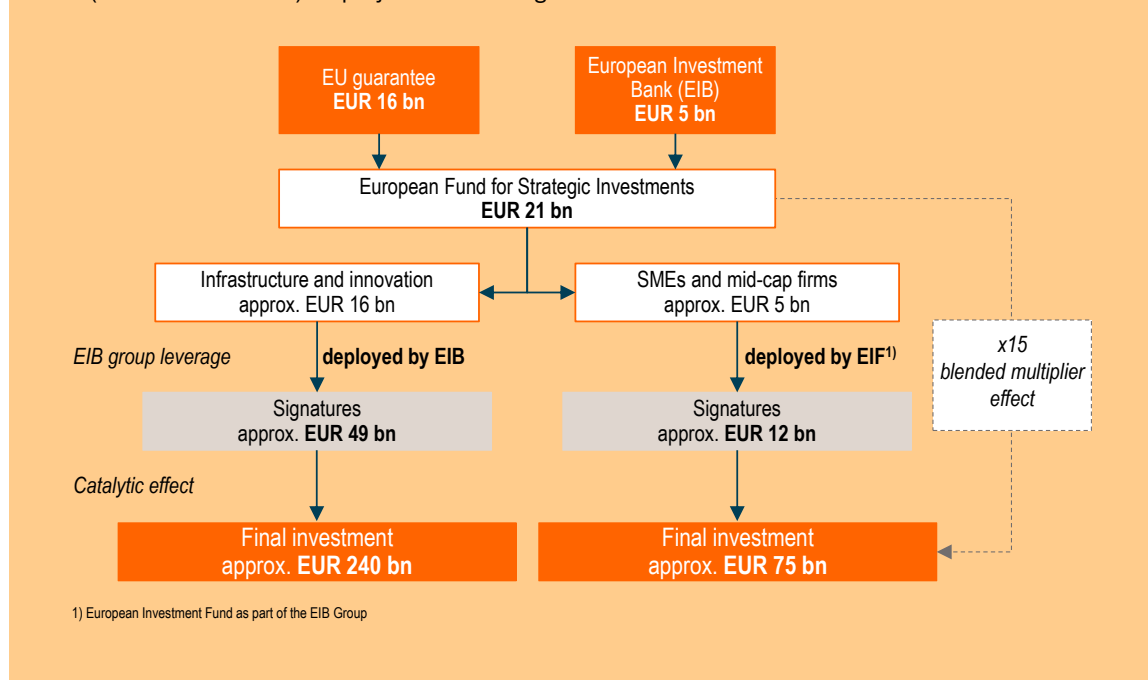 EU guarantee
EUR 16 bn
European Investment
Bank (EIB)
EUR 5 bn
European Fund for Strategic Investments
EUR 21 bn
Infrastructure and innovation
approx. EUR 16 bn
SMEs and mid-cap firms
approx. EUR 5 bn
x15
blended multiplier
effect
EIB group leverage
deployed by EIB
deployed by EIF1)
Signatures
approx. EUR 49 bn
Signatures
approx. EUR 12 bn
Catalytic effect
Final investment
approx. EUR 240 bn
Final investment
approx. EUR 75 bn
1) European Investment Fund as part of the EIB Group